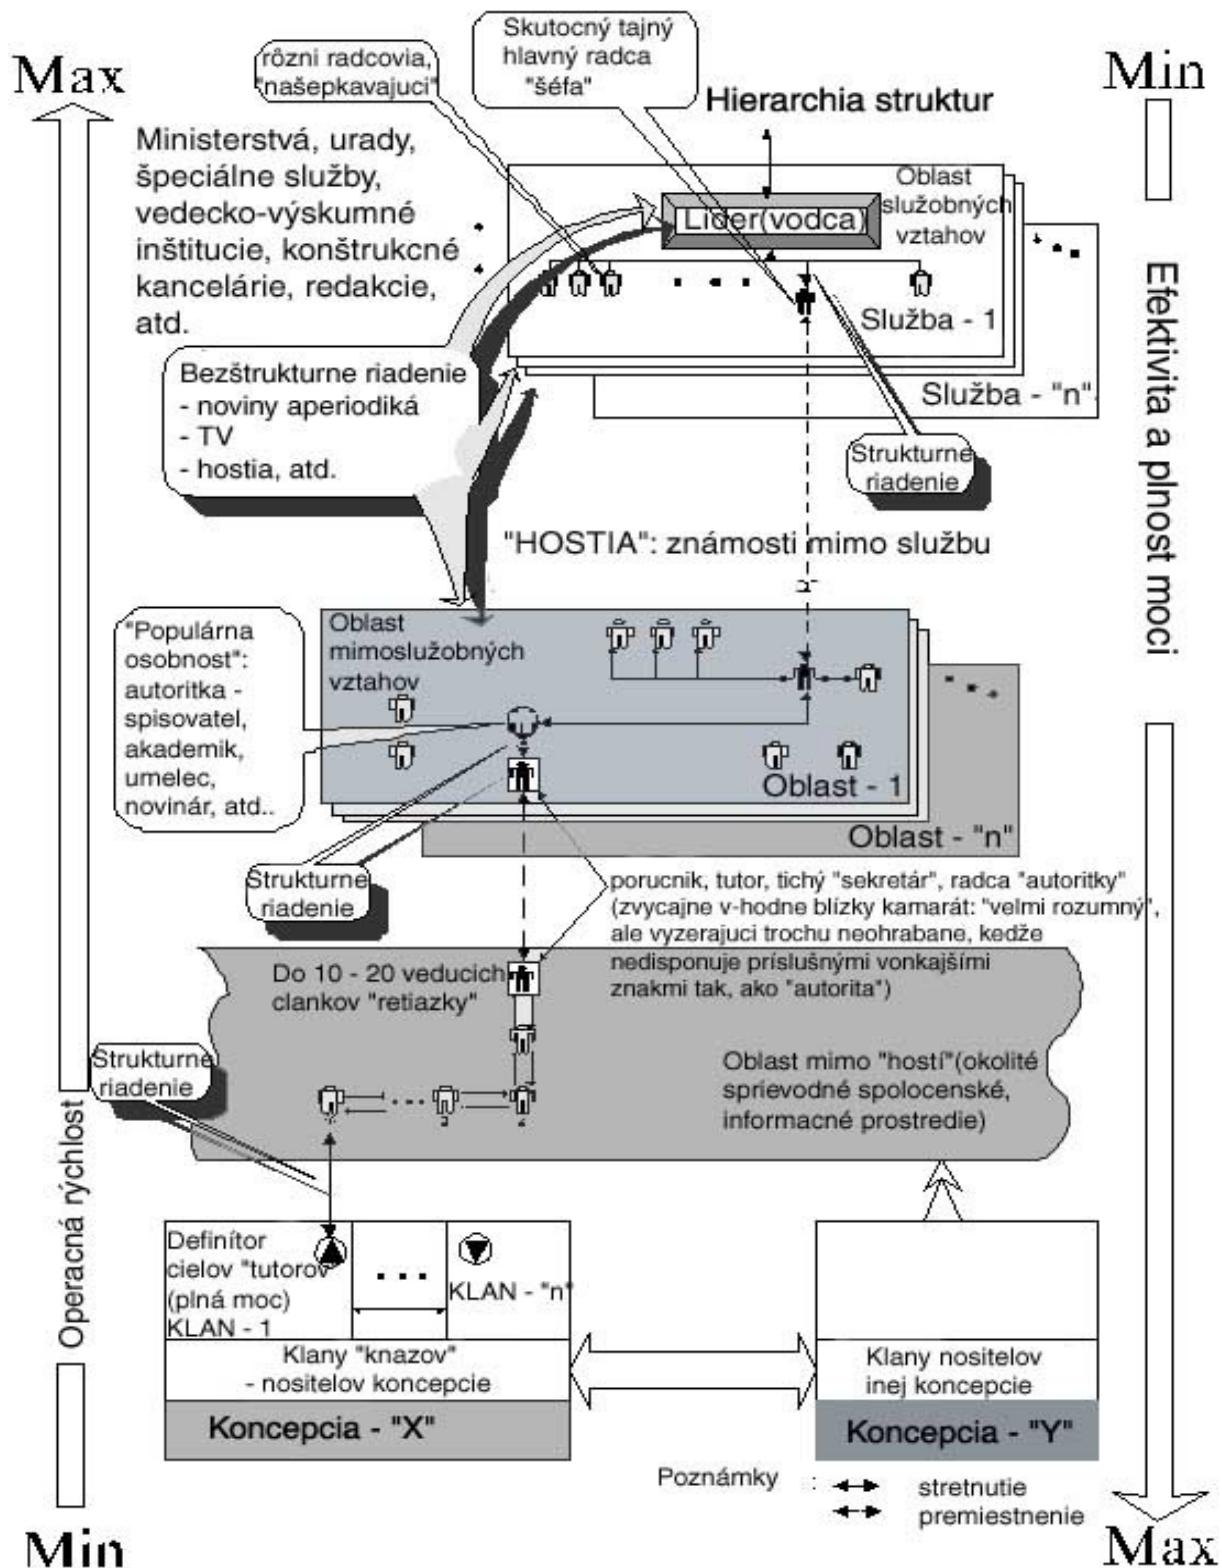 Max
Min
rôzni radcovia,
"našepkavajuci"
Skutocný tajný
hlavný radca
"šéfa"
Hierarchia struktur
Ministerstvá, urady,
špeciálne služby,
vedecko-výskumné
inštitucie, konštrukcné
kancelárie, redakcie,
atd.
Oblast
služobných
vztahov
Líder(vodca)
Služba - 1
Služba - "n"
Bezštrukturne riadenie
- noviny aperiodiká
- TV
- hostia, atd.
Strukturne
riadenie
Efektivita a plnost moci
"HOSTIA": známosti mimo službu
"Populárna
osobnost":
autoritka -
spisovatel,
akademik,
umelec,
novinár, atd..
Oblast
mimoslužobných
vztahov
Oblast - 1
Oblast - "n"
Strukturne
riadenie
porucnik, tutor, tichý "sekretár", radca "autoritky"
(zvycajne v-hodne blízky kamarát: "velmi rozumný",
ale vyzerajuci trochu neohrabane, kedže
nedisponuje príslušnými vonkajšími
znakmi tak, ako "autorita")
Do 10 - 20 veducich
clankov "retiazky"
Oblast mimo "hostí"(okolité
sprievodné spolocenské,
informacné prostredie)
Strukturne
riadenie
Operacná rýchlost
Definítor
cielov "tutorov
(plná moc)
KLAN - 1
KLAN - "n"
Klany "knazov"
- nositelov koncepcie
Koncepcia - "X"
Klany nositelov
inej koncepcie
Koncepcia - "Y"
Poznámky :
stretnutie
premiestnenie
Min
Max